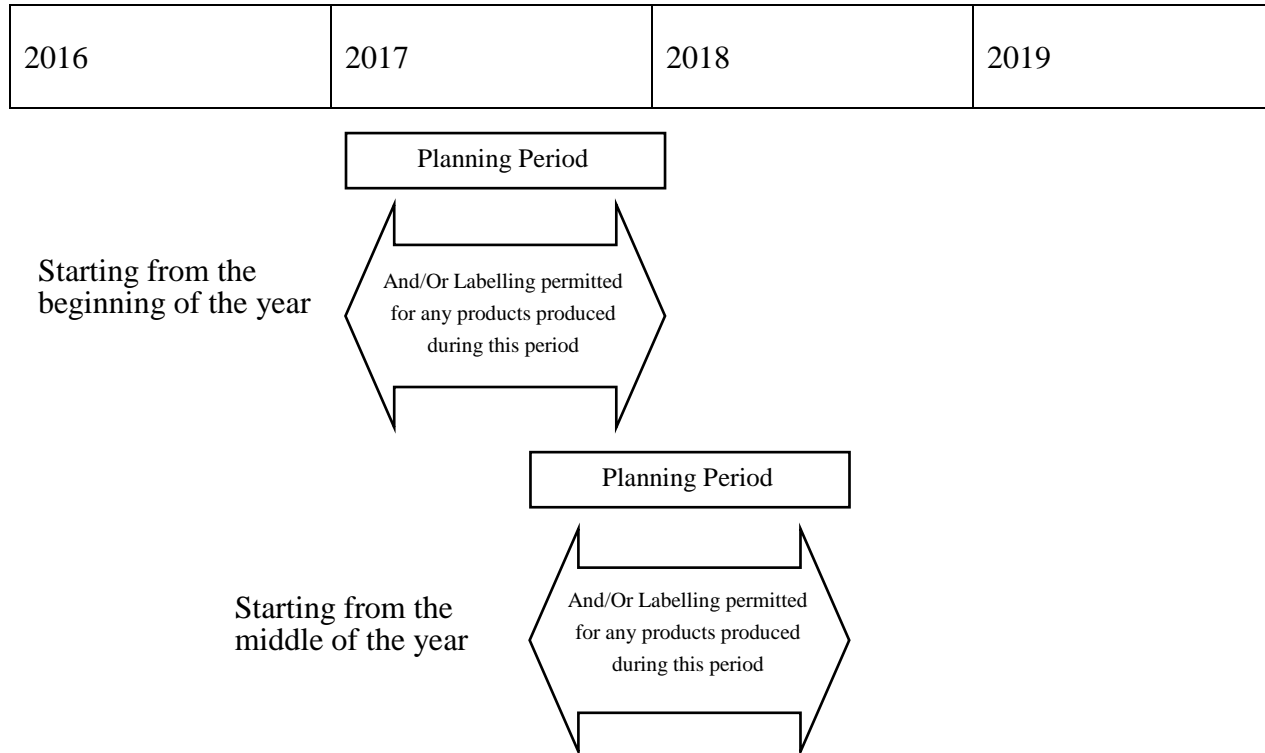 2016 2017 2018 2019
Planning Period
Starting from the
beginning of the year
And/Or Labelling permitted
for any products produced
during this period
Planning Period
Starting from the
middle of the year
And/Or Labelling permitted
for any products produced
during this period